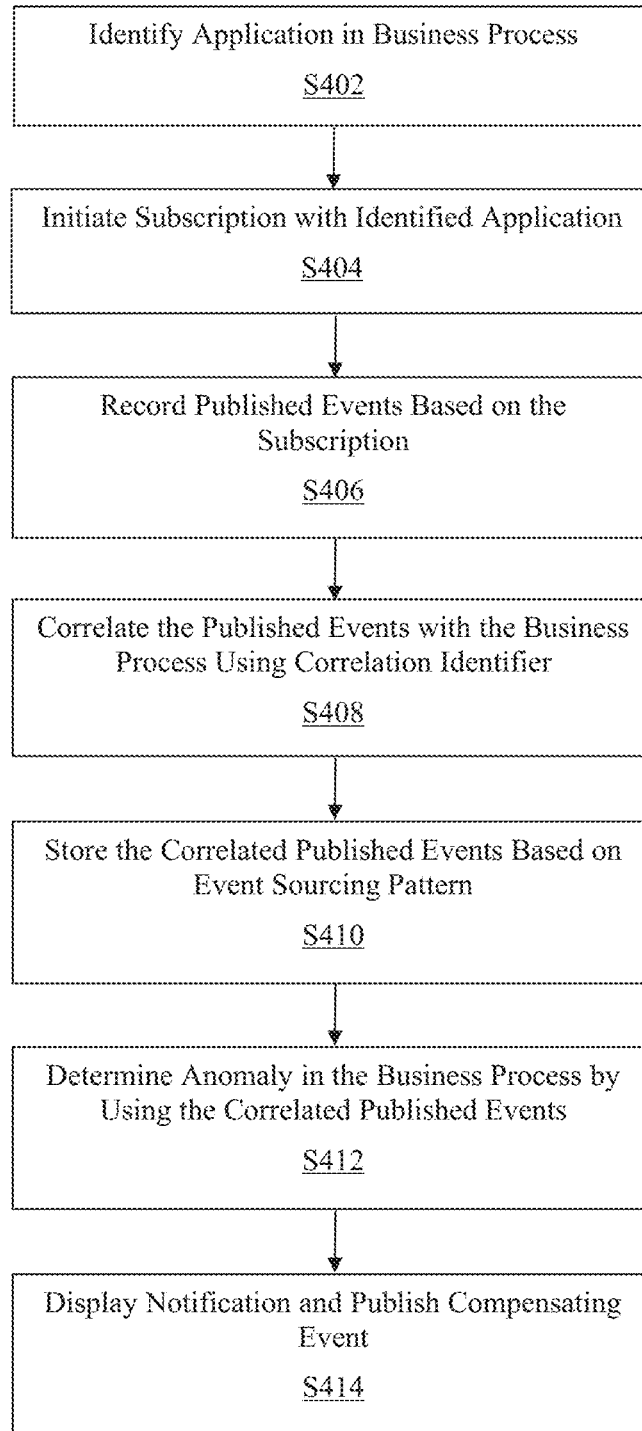 Identify Application in Business Process
S402
Initiate Subscription with Identified Application
S404
Record Published Events Based on the
Subscription
S406
Correlate the Published Events with the Business
Process Using Correlation Identifier
S408
Store the Correlated Published Events Based on
Event Sourcing Pattern
S410
Determine Anomaly in the Business Process by
Using the Correlated Published Events
S412
Display Notification and Publish Compensating
Event
S414